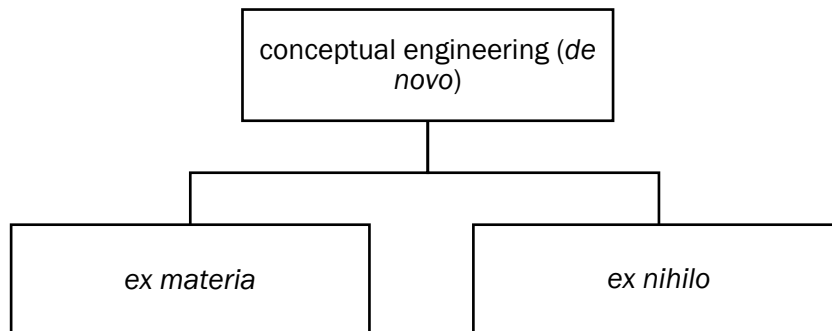 conceptual engineering (de
novo)
ex materia
ex nihilo